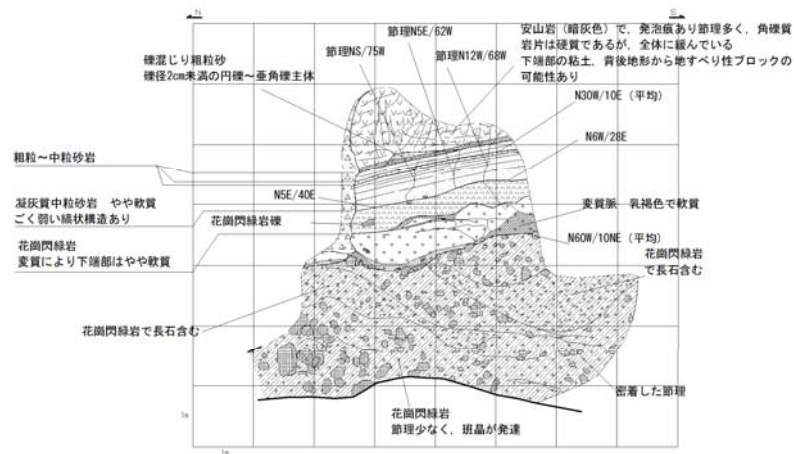 N
S
節理N5E/62W
安山岩（暗灰色）で，発泡痕あり節理多く，角礫質
岩片は硬質であるが，全体に緩んでいる
下端部の粘土，背後地形から地すべり性ブロックの
可能性あり
節理NS/75W
節理N12W/68W
礫混じり粗粒砂
礫径2cm未満の円礫～亜角礫主体
N30W/10E（平均）
N6W/28E
粗粒～中粒砂岩
N5E/40E
凝灰質中粒砂岩　やや軟質
ごく弱い縞状構造あり
変質脈　乳褐色で軟質
花崗閃緑岩礫
N60W/10NE（平均）
花崗閃緑岩
変質により下端部はやや軟質
花崗閃緑岩
で長石含む
花崗閃緑岩で長石含む
密着した節理
花崗閃緑岩
節理少なく，班晶が発達
1m
1m